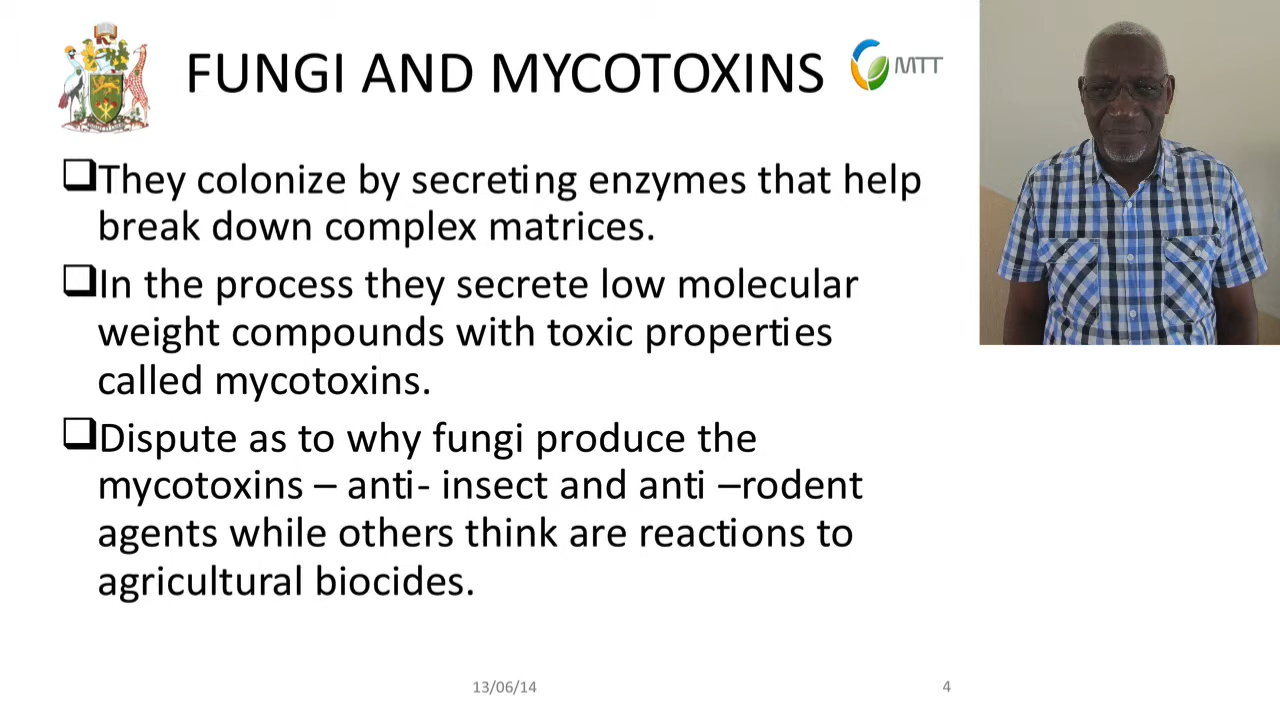 FUNGI AND MYCOTOXINS
MTT
They colonize by secreting enzymes that help
break down complex matrices.
In the process they secrete low molecular
weight compounds with toxic properties
called mycotoxins.
Dispute as to why fungi produce the
mycotoxins – anti- insect and anti –rodent
agents while others think are reactions to
agricultural biocides.
13/06/14
4